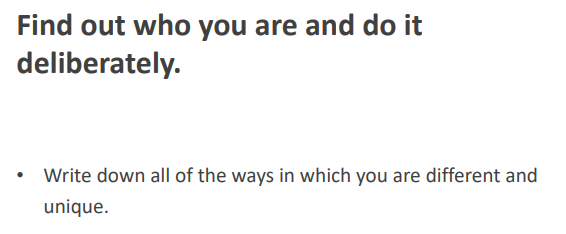 Find out who you are and do it
deliberately.
• Write down all of the ways in which you are different and
unique.